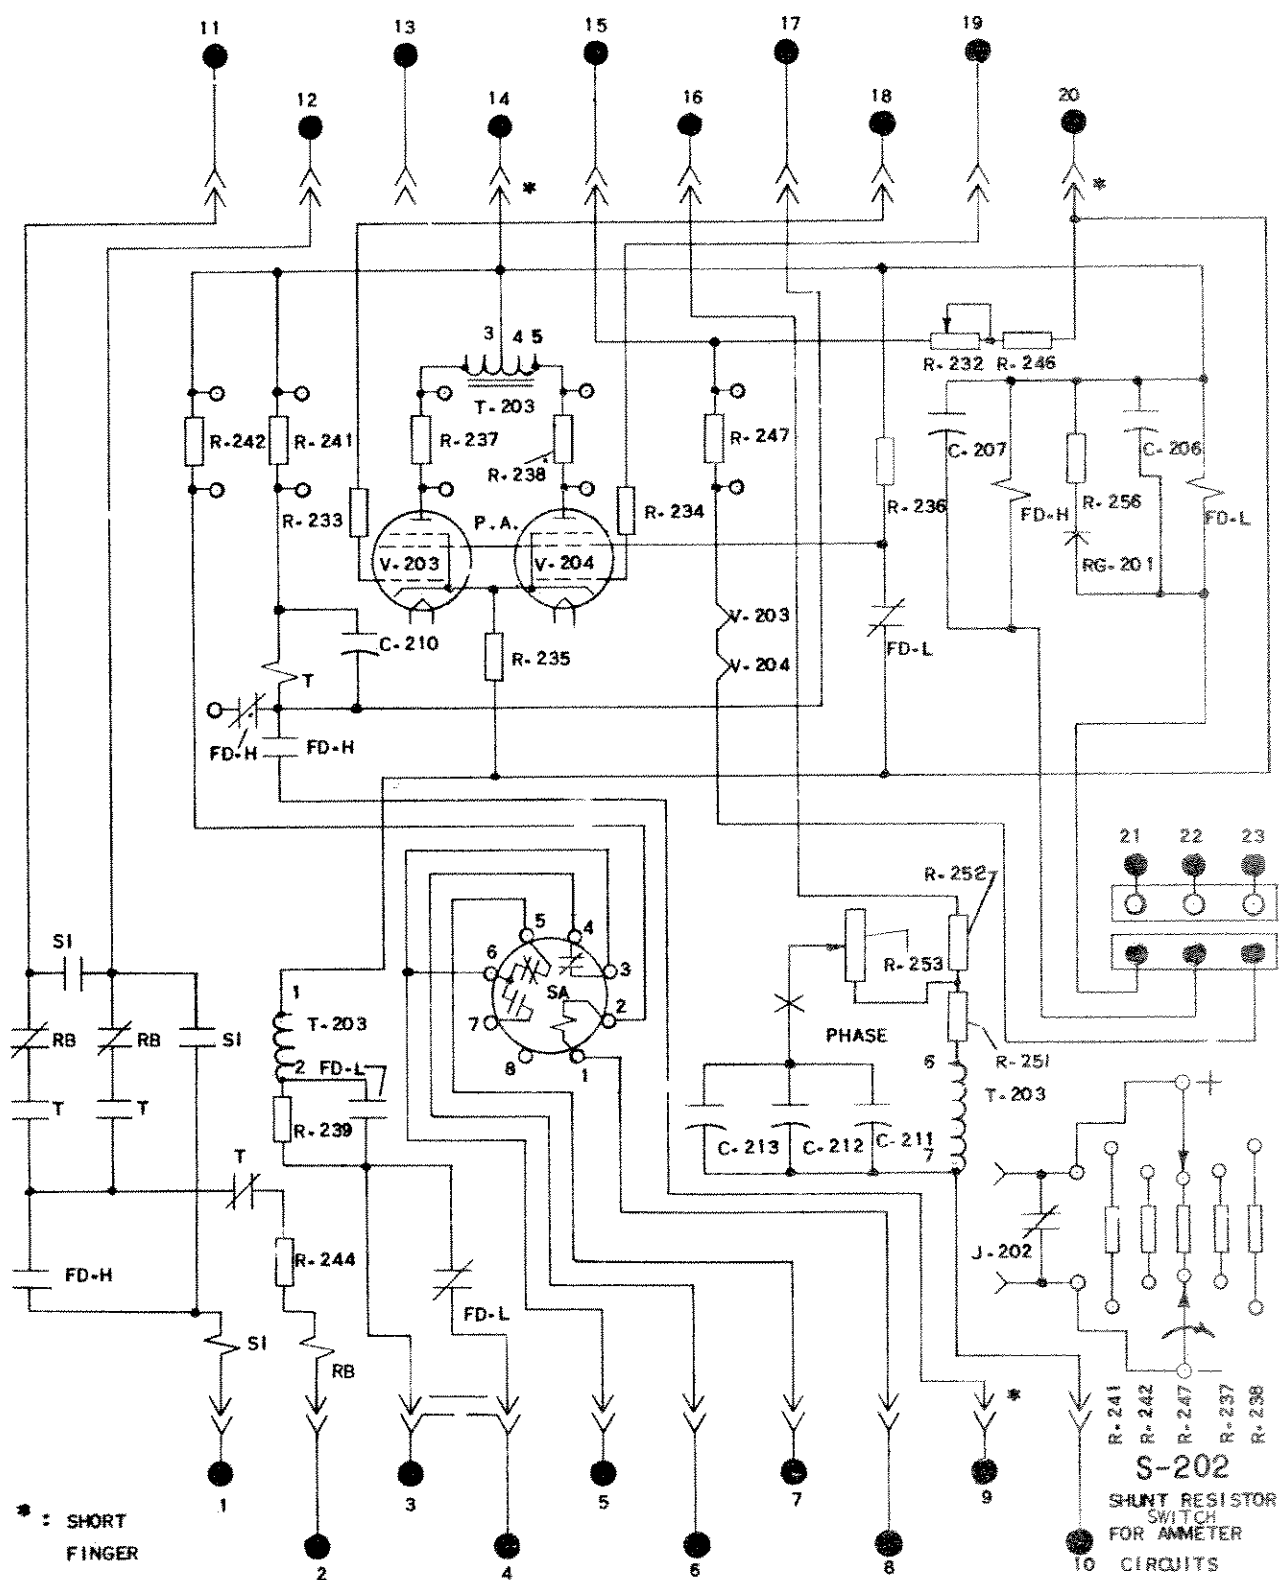 11
13
15
17
19
12
14
16
18
20
*
*
3
4
5
T-203
R-232
R-246
R-242
R-241
R-237
R-238
R-247
C-207
C-206
R-233
P.A.
R-234
R-236
FD-H
R-256
FD-L
V-203
V-204
RG-201
V-203
C-210
R-235
V-204
FD-L
T
FD-H
FD-H
21
22
23
R-252
5
4
SI
6
3
R-253
SA
1
2
T-203
7
RB
RB
SI
PHASE
8
1
2
FD-L
6
R-251
T-203
+
T
T
R-239
C-213
C-212
C-211
7
T
J-202
R-244
FD-H
FD-L
SI
RB
−
*
R-241
R-242
R-247
R-237
R-238
S-202
1
3
5
7
9
SHUNT RESISTOR
SWITCH
FOR AMMETER
CIRCUITS
* : SHORT
FINGER
2
4
6
8
10